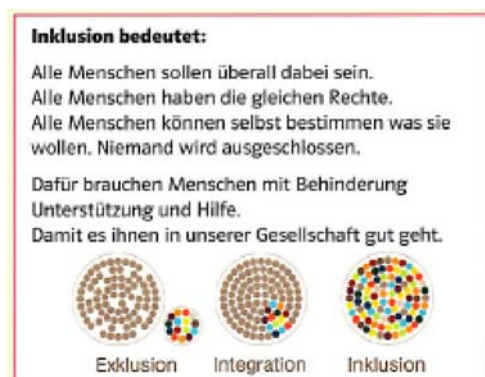 Inklusion bedeutet:
Alle Menschen sollen überall dabei sein.
Alle Menschen haben die gleichen Rechte.
Alle Menschen können selbst bestimmen was sie
wollen. Niemand wird ausgeschlossen.
Dafür brauchen Menschen mit Behinderung
Unterstützung und Hilfe.
Damit es ihnen in unserer Gesellschaft gut geht.
Exklusion Integration Inklusion